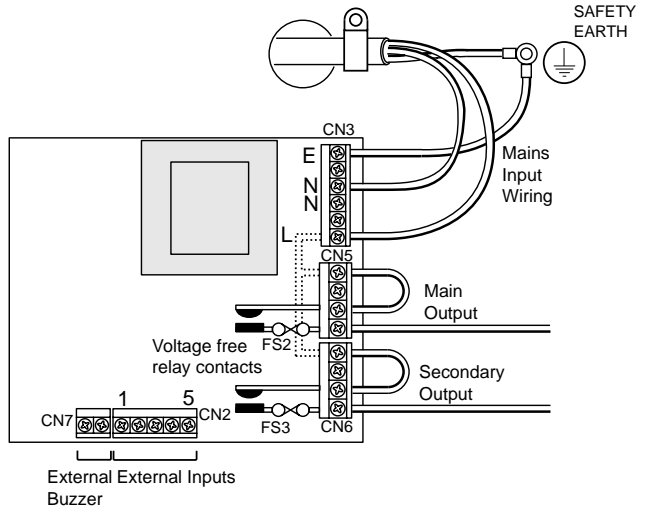 SAFETY
EARTH
CN3
E
N
N
L
Mains
Input
Wiring
CN5
Main
Output
FS2
Voltage free
relay contacts
Secondary
Output
1 5
CN7 CN2
FS3 CN6
External External Inputs
Buzzer